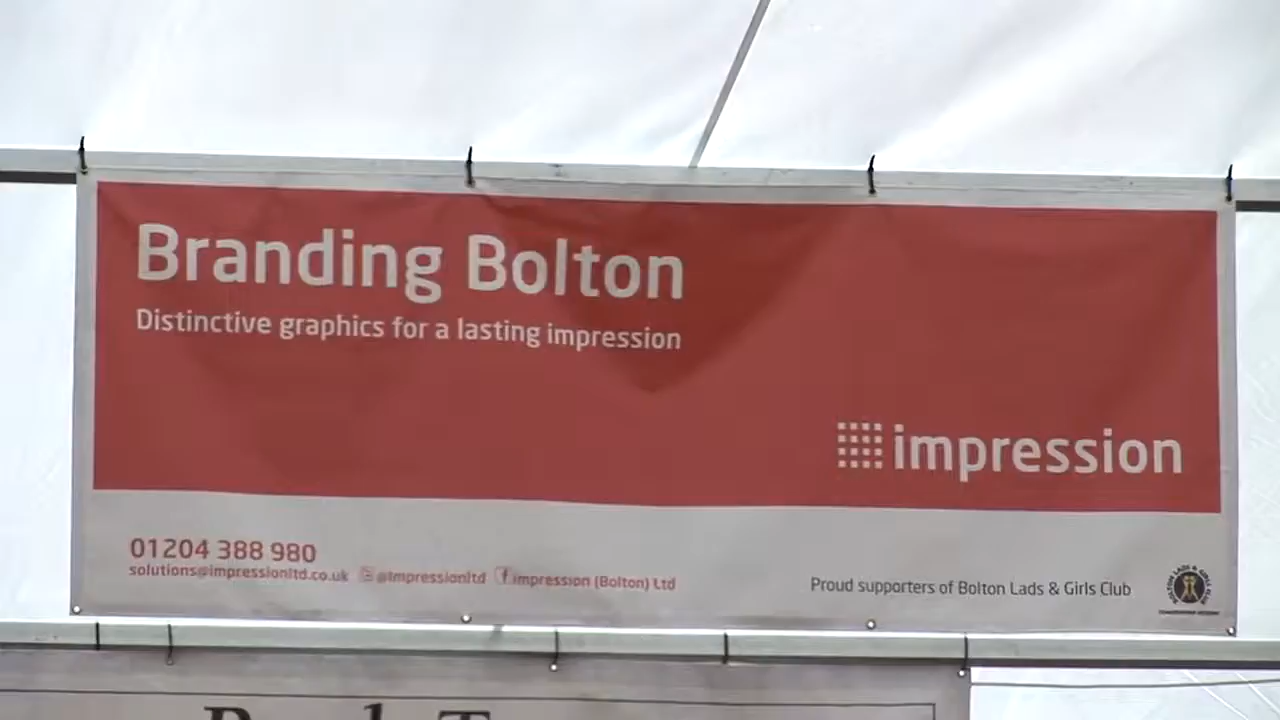 Branding Bolton
Distinctive graphics for a lasting impression
impression
01204 388 980
solutions@impressionltd.co.uk @impressionltd impression (Bolton) Ltd
Proud supporters of Bolton Lads & Girls Club